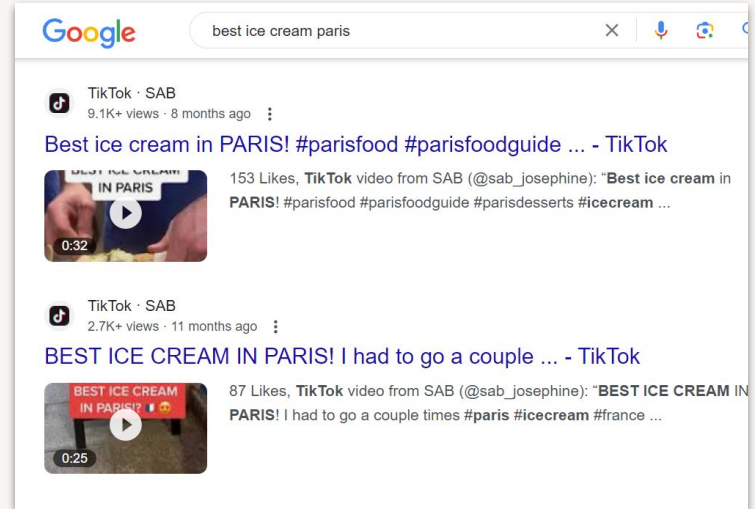 Google
best ice cream paris
TikTok · SAB
9.1K+ views · 8 months ago
Best ice cream in PARIS! #parisfood #parisfoodguide ... - TikTok
IN PARIS
0:32
153 Likes, TikTok video from SAB (@sab_josephine): “Best ice cream in
PARIS! #parisfood #parisfoodguide #parisdesserts #icecream ...
TikTok · SAB
2.7K+ views · 11 months ago
BEST ICE CREAM IN PARIS! I had to go a couple ... - TikTok
BEST ICE CREAM
IN PARIS!? 🇫🇷 😍
0:25
87 Likes, TikTok video from SAB (@sab_josephine): “BEST ICE CREAM IN
PARIS! I had to go a couple times #paris #icecream #france ...